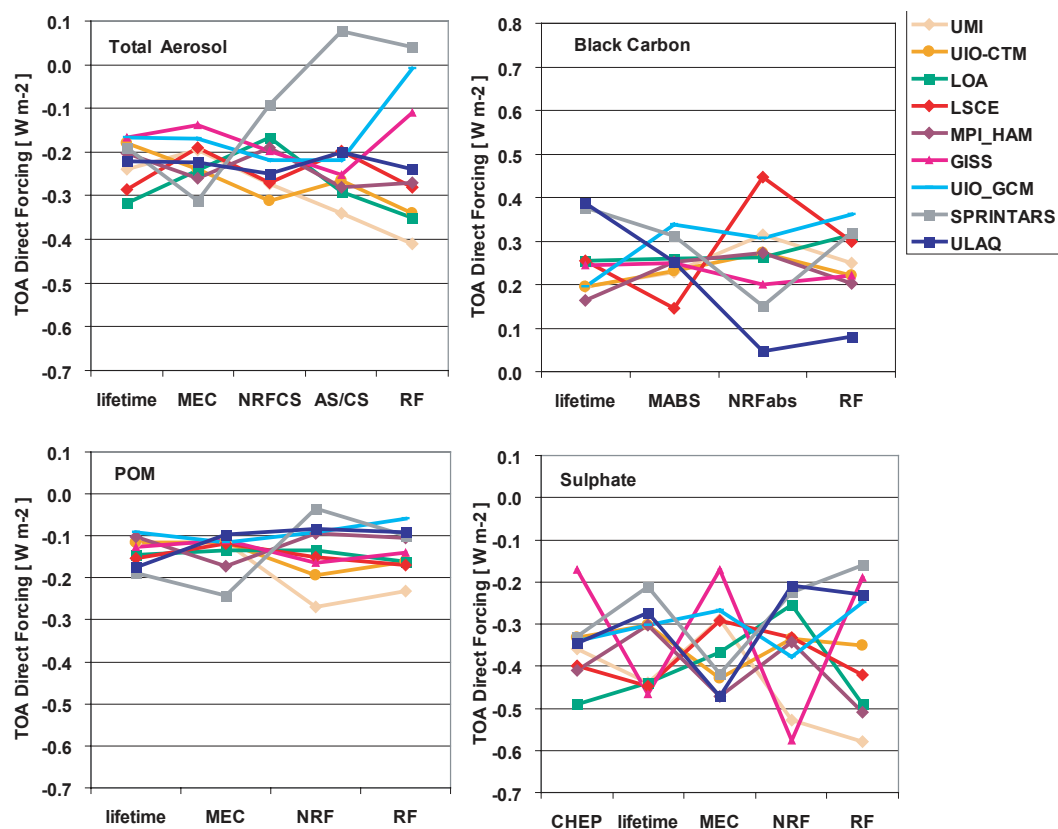 Total Aerosol
TOA Direct Forcing [ W m-2 ]
0.1
0.0
-0.1
-0.2
-0.3
-0.4
-0.5
-0.6
-0.7
lifetime MEC NRFCS AS/CS RF
Black Carbon
TOA Direct Forcing [ W m-2 ]
0.8
0.7
0.6
0.5
0.4
0.3
0.2
0.1
0.0
lifetime MABS NRFabs RF
UMI
UIO-CTM
LOA
LSCE
MPI_HAM
GISS
UIO_GCM
SPRINTARS
ULAQ
POM
TOA Direct Forcing [ W m-2 ]
0.1
0.0
-0.1
-0.2
-0.3
-0.4
-0.5
-0.6
-0.7
lifetime MEC NRF RF
Sulphate
TOA Direct Forcing [ W m-2 ]
0.1
0.0
-0.1
-0.2
-0.3
-0.4
-0.5
-0.6
-0.7
CHEP lifetime MEC NRF RF